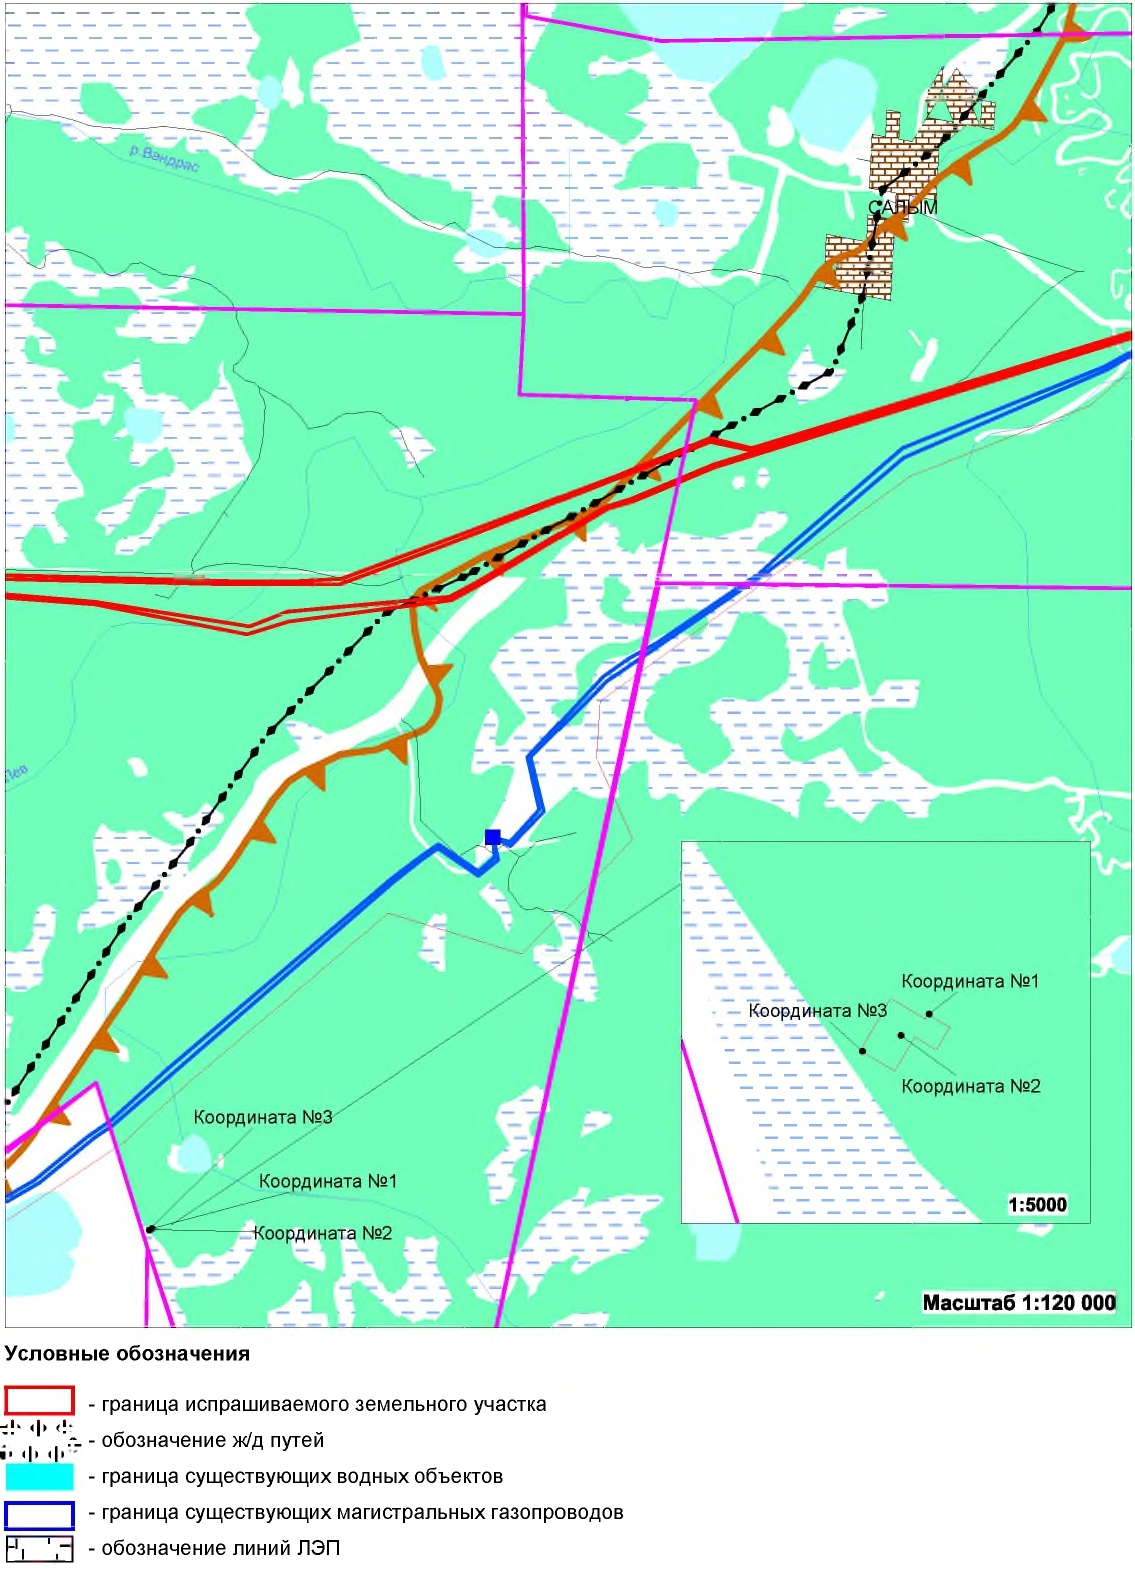 р.Вандрас
САЛЫМ
Лев
Координата №1
Координата №3
Координата №2
Координата №3
Координата №1
Координата №2
1:5000
Масштаб 1:120 000
Условные обозначения
- граница испрашиваемого земельного участка
- обозначение ж/д путей
- граница существующих водных объектов
- граница существующих магистральных газопроводов
- обозначение линий ЛЭП